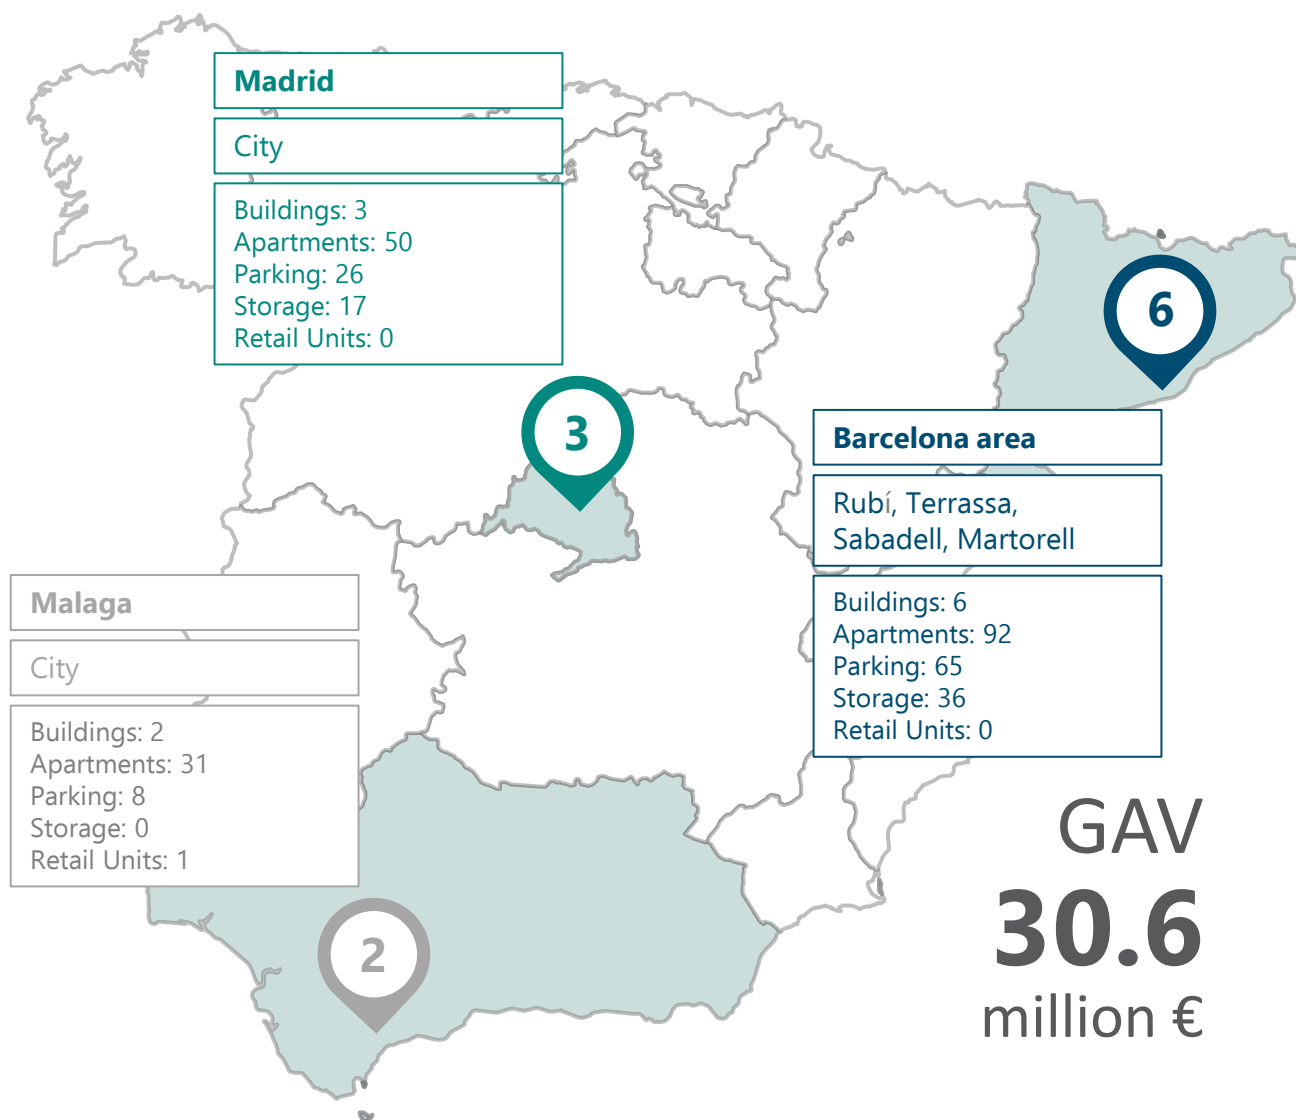 Madrid
City
Buildings: 3
Apartments: 50
Parking: 26
Storage: 17
Retail Units: 0
3
6
Barcelona area
Rubí, Terrassa,
Sabadell, Martorell
Buildings: 6
Apartments: 92
Parking: 65
Storage: 36
Retail Units: 0
Malaga
City
Buildings: 2
Apartments: 31
Parking: 8
Storage: 0
Retail Units: 1
2
GAV
30.6
million €